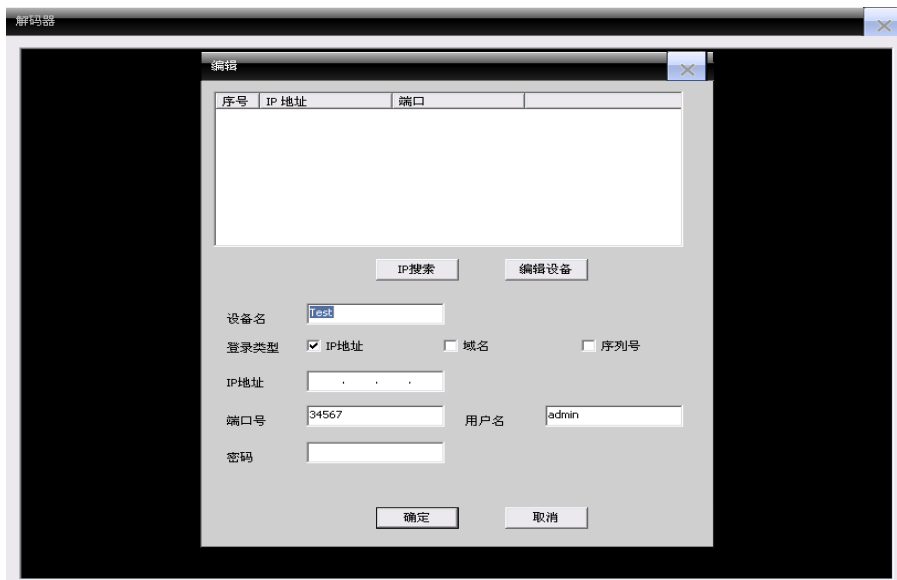 解码器
编辑
序号 IP 地址 端口
IP搜索 编辑设备
设备名 Test
登录类型 IP地址 域名 序列号
IP地址 . . .
端口号 34567 用户名 admin
密码
确定 取消